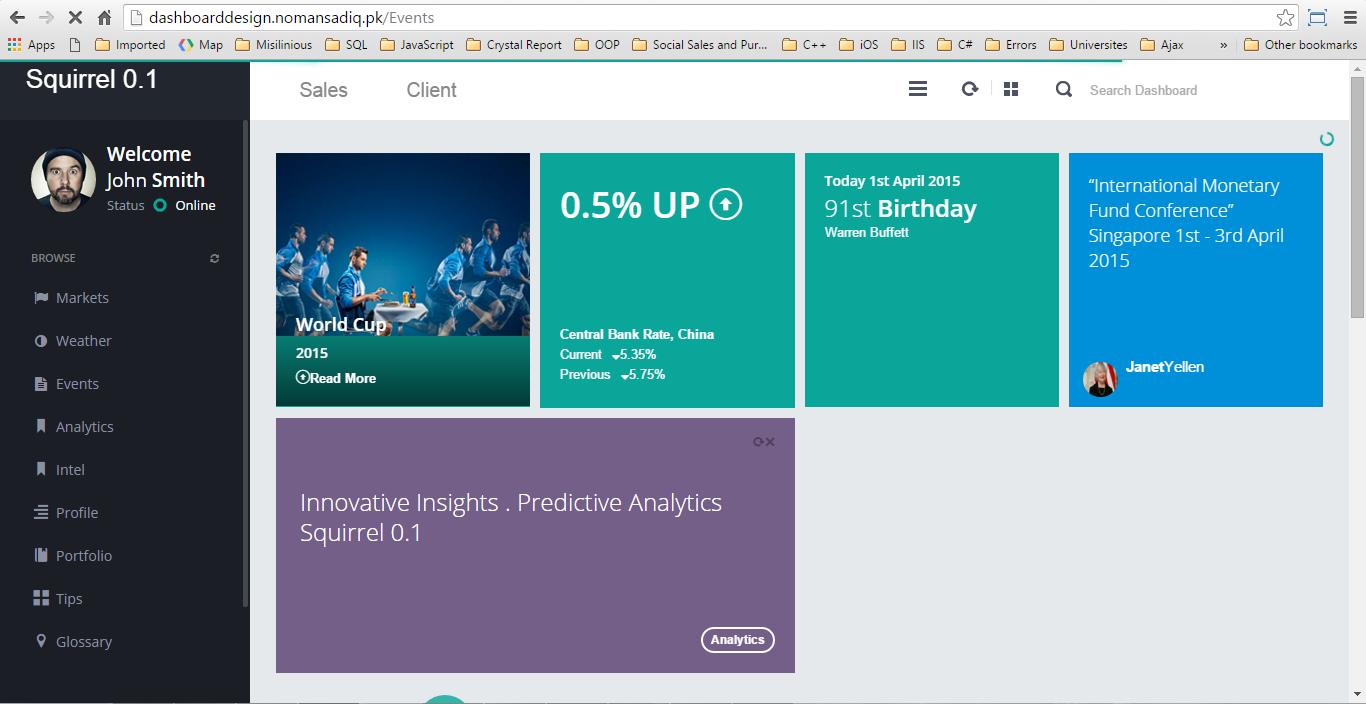 dashboarddesign.nomansadiq.pk/Events
Apps Imported Map Misilinious SQL JavaScript Crystal Report OOP Social Sales and Pur... C++ iOS IIS C# Errors Universites Ajax » Other bookmarks
Squirrel 0.1
Sales Client Search Dashboard
Welcome
John Smith
Status Online
BROWSE
Markets
Weather
Events
Analytics
Intel
Profile
Portfolio
Tips
Glossary
World Cup
2015
Read More
0.5% UP
Central Bank Rate, China
Current 5.35%
Previous 5.75%
Today 1st April 2015
91st Birthday
Warren Buffett
“International Monetary
Fund Conference”
Singapore 1st - 3rd April
2015
JanetYellen
Innovative Insights . Predictive Analytics
Squirrel 0.1
Analytics